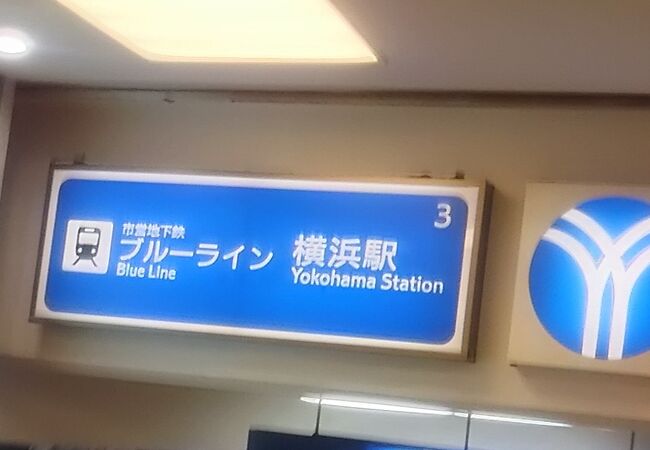 3
市営地下鉄
ブルーライン
Blue Line
横浜駅
Yokohama Station